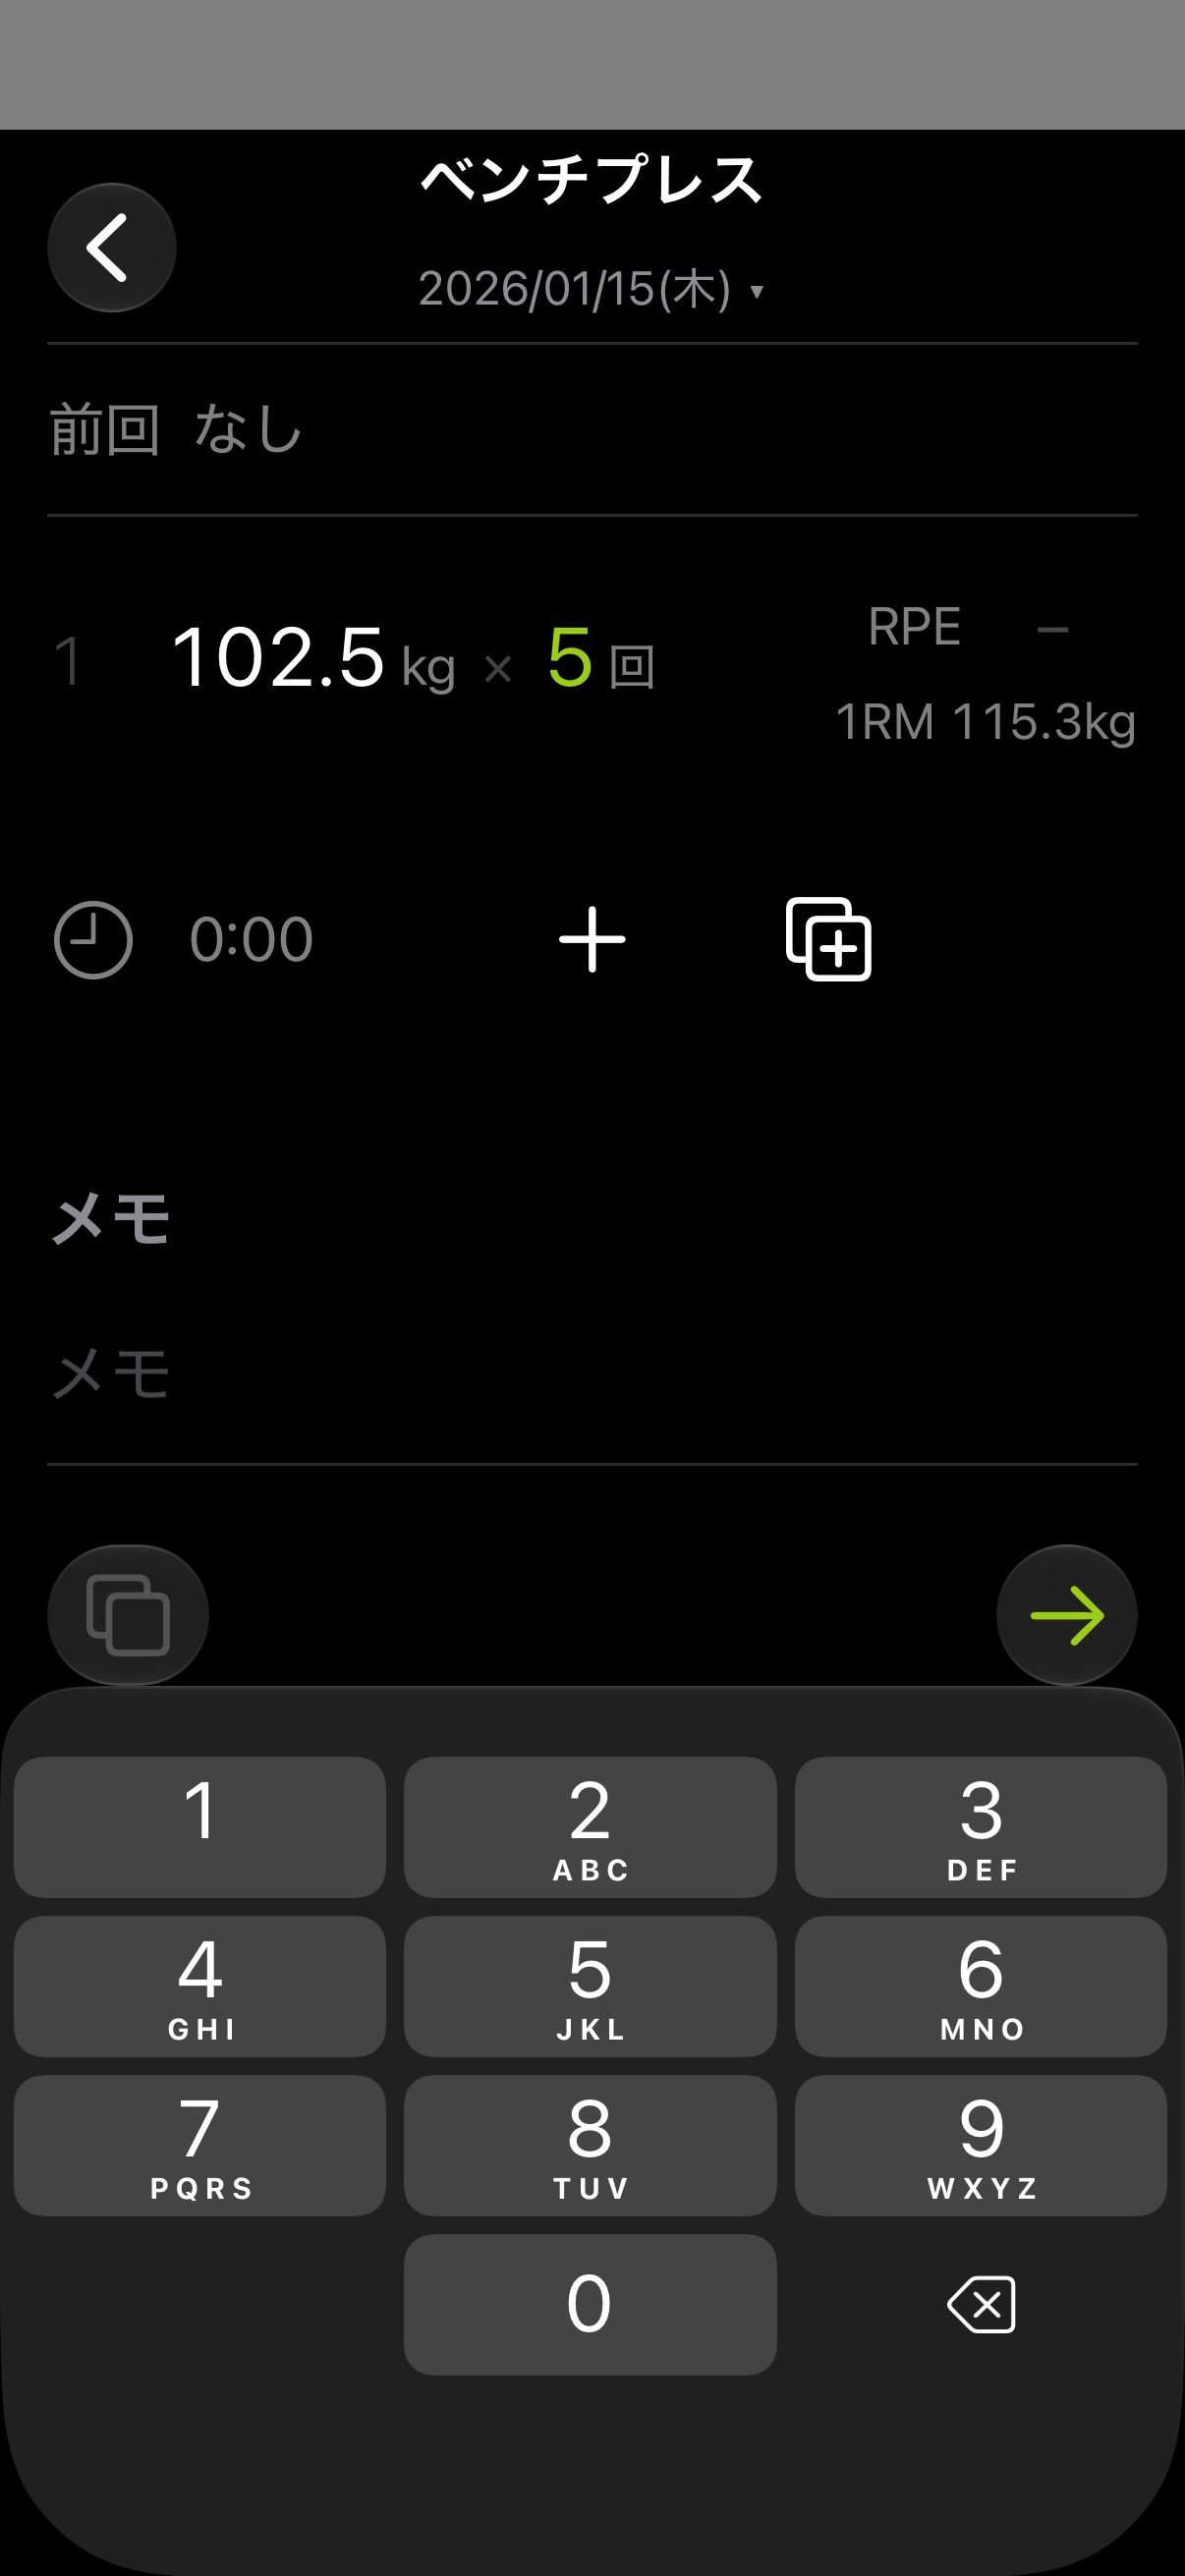 ベンチプレス
2026/01/15(木) ▼
前回 なし
1 102.5 kg × 5 回
RPE –
1RM 115.3kg
0:00
メモ
メモ
1 2 3
ABC DEF
4 5 6
GHI JKL MNO
7 8 9
PQRS TUV WXYZ
0